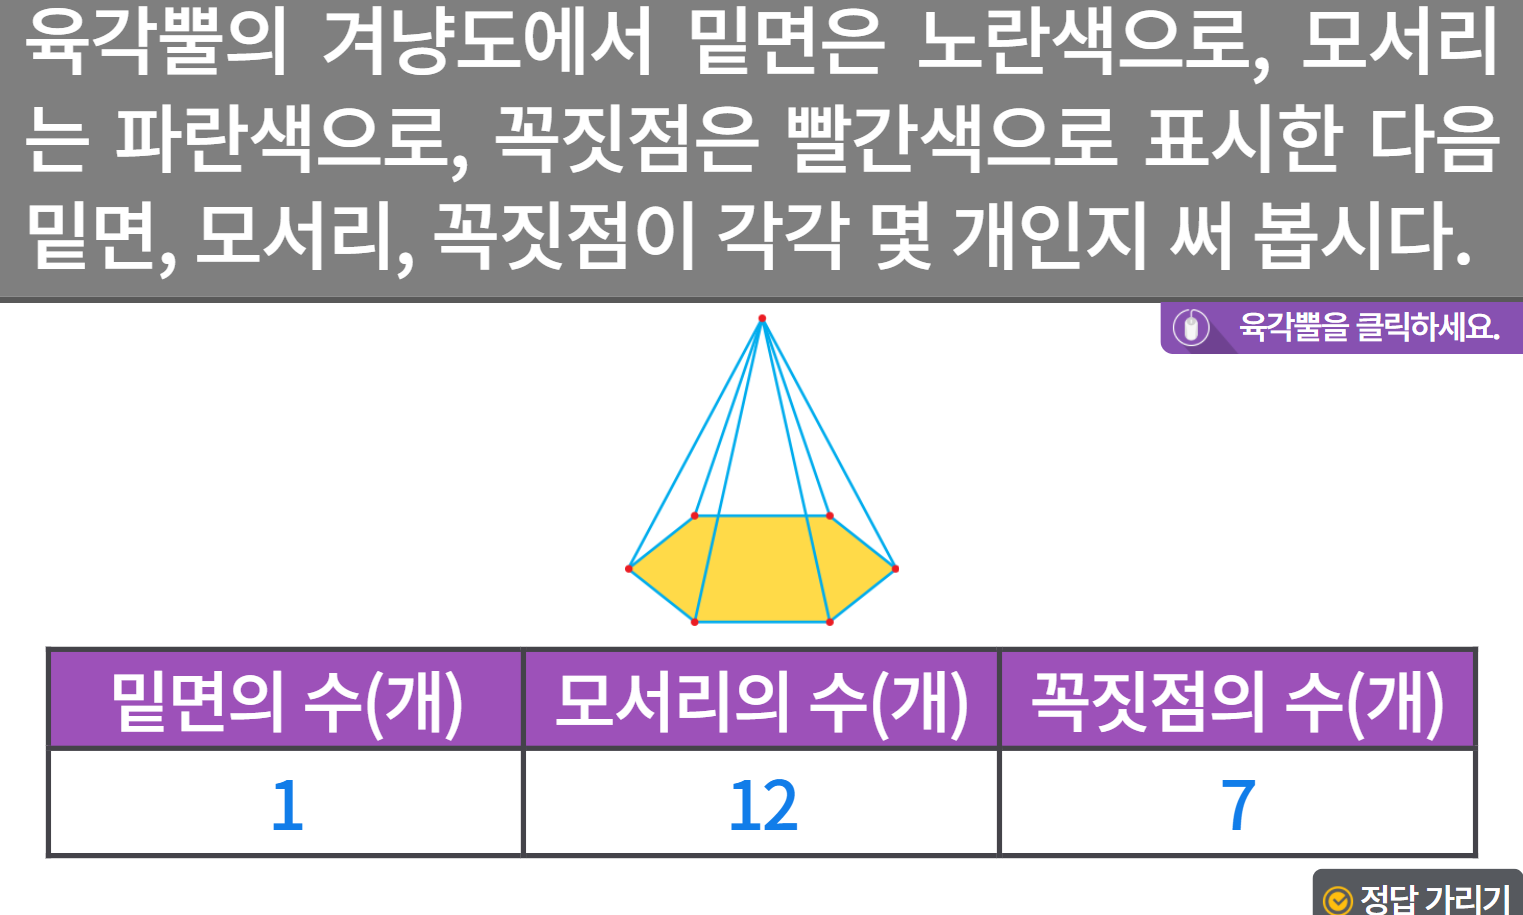 육각뿔의 겨냥도에서 밑면은 노란색으로, 모서리
는 파란색으로, 꼭짓점은 빨간색으로 표시한 다음
밑면, 모서리, 꼭짓점이 각각 몇 개인지 써 봅시다.
육각뿔을 클릭하세요.
밑면의 수(개) 모서리의 수(개) 꼭짓점의 수(개)
1 12 7
정답 가리기